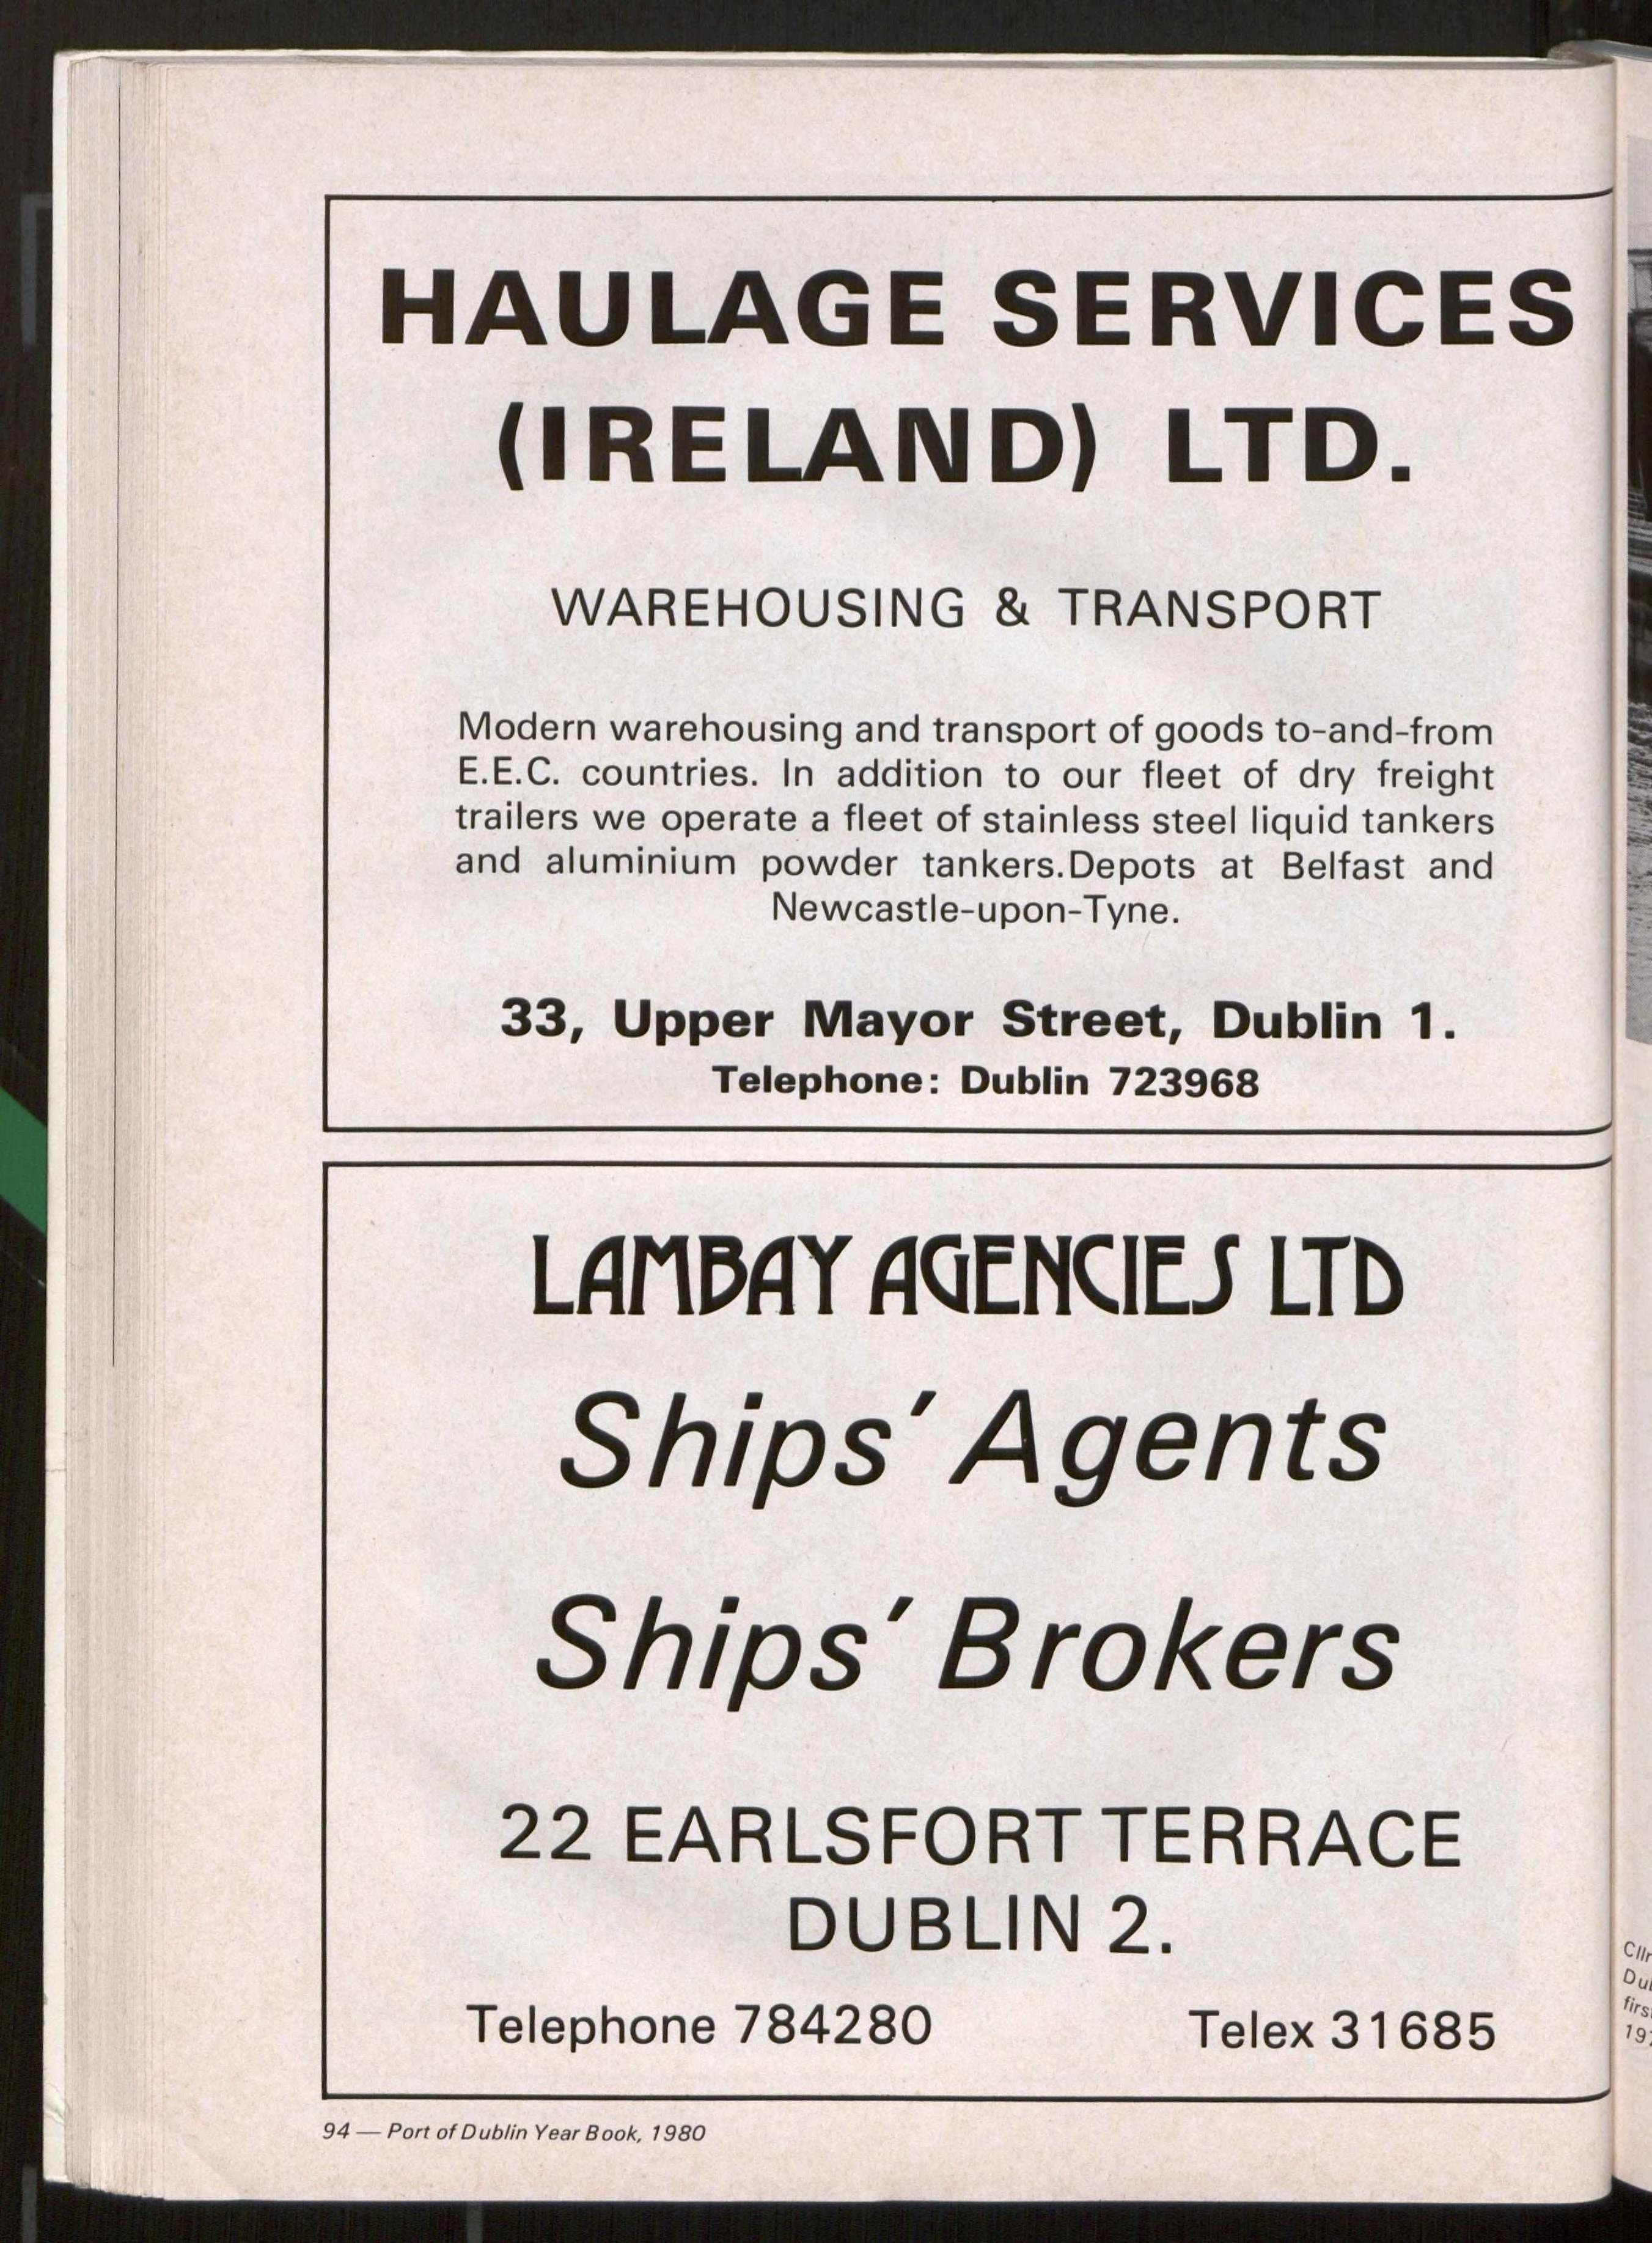 HAULAGE SERVICES
(IRELAND) LTD.
WAREHOUSING & TRANSPORT
Modern warehousing and transport of goods to-and-from
E.E.C. countries. In addition to our fleet of dry freight
trailers we operate a fleet of stainless steel liquid tankers
and aluminium powder tankers.Depots at Belfast and
Newcastle-upon-Tyne.
33, Upper Mayor Street, Dublin 1.
Telephone: Dublin 723968
LAMBAY AGENCIES LTD
Ships' Agents
Ships' Brokers
22 EARLSFORT TERRACE
DUBLIN 2.
Telephone 784280 Telex 31685
94 — Port of Dublin Year Book, 1980